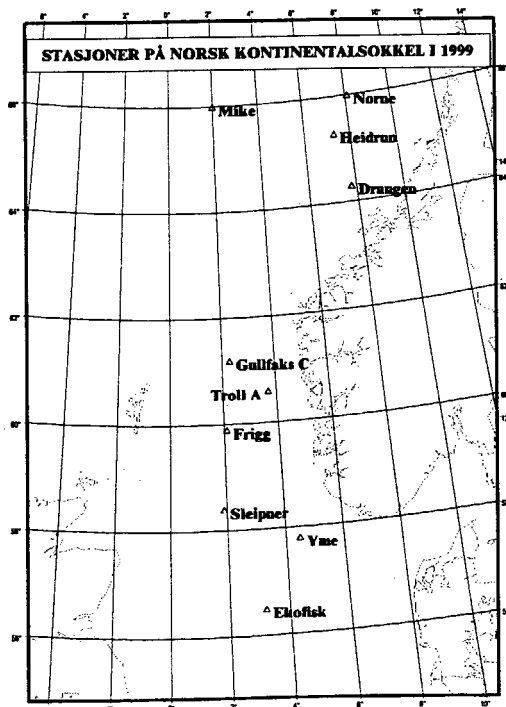 STASJONER PÅ NORSK KONTINENTALSOKKEL I 1999
Mike
Norne
Heidrun
Draugen
Gullfaks C
Troll A
Frigg
Sleipner
Yme
Ekofisk